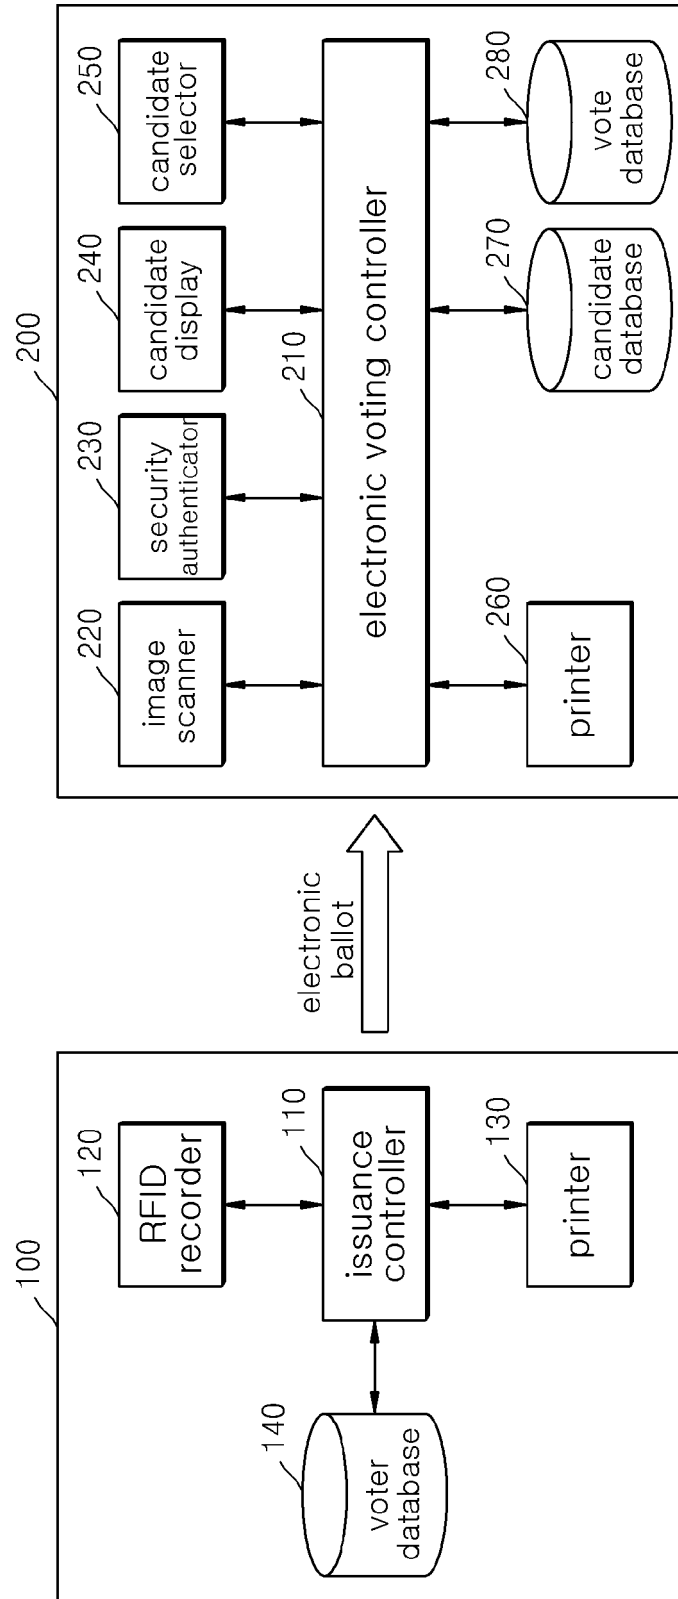 100
120
RFID
recorder
140
voter
database
110
issuance
controller
130
printer
electronic
ballot
200
220
image
scanner
230
security
authenticator
240
candidate
display
250
candidate
selector
210
electronic voting controller
260
printer
270
candidate
database
280
vote
database